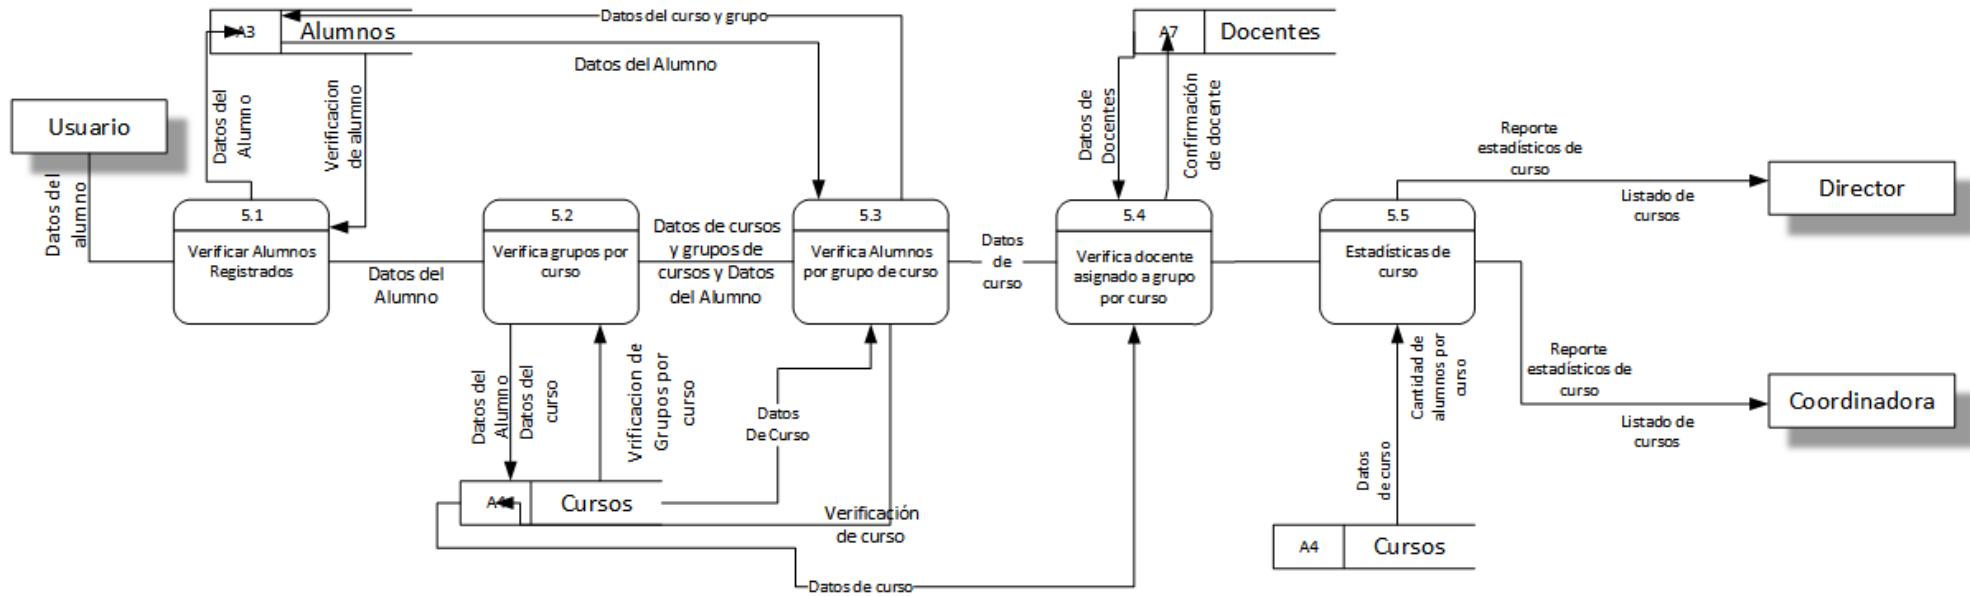 Datos del curso y grupo
A3
Alumnos
Datos del Alumno
A7
Docentes
Usuario
Datos del
Alumno
Verificacion
de alumno
Datos de
Docentes
Confirmación
de docente
Reporte
estadísticos de
curso
Listado de
cursos
Director
Datos del
alumno
5.1
Verificar Alumnos
Registrados
Datos del
Alumno
5.2
Verifica grupos por
curso
Datos de cursos
y grupos de
cursos y Datos
del Alumno
5.3
Verifica Alumnos
por grupo de curso
Datos
de
curso
5.4
Verifica docente
asignado a grupo
por curso
5.5
Estadísticas de
curso
Datos del
Alumno
Datos del
curso
Vrificacion de
Grupos por
curso
Datos
De Curso
Cantidad de
alumnos por
curso
Reporte
estadísticos de
curso
Listado de
cursos
Coordinadora
Datos
de curso
Cursos
Verificación
de curso
Datos de curso
A4
Cursos